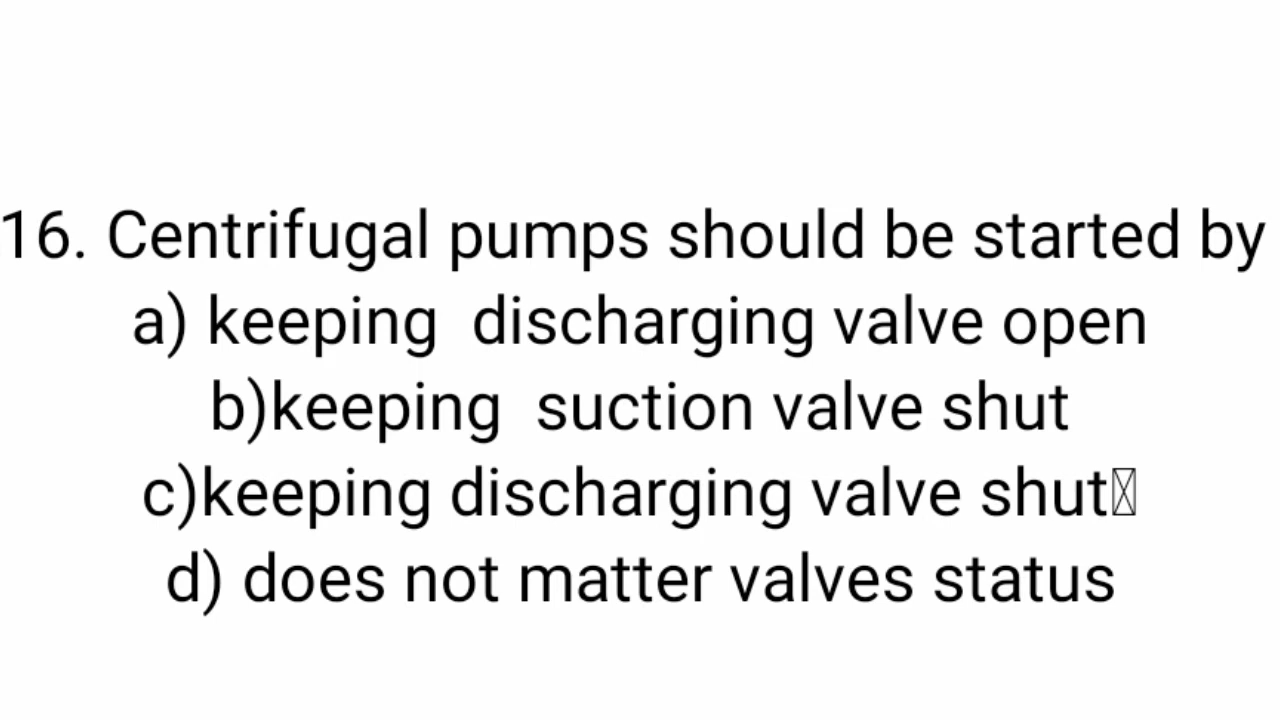 16. Centrifugal pumps should be started by
a) keeping  discharging valve open
b)keeping  suction valve shut
c)keeping discharging valve shut
d) does not matter valves status